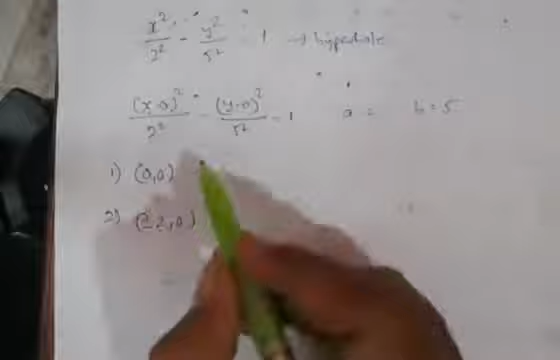 x²/2² - y²/5² = 1 → hyperbola
(x-0)²/2² - (y-0)²/5² = 1 a = b = 5
1) (0,0)
2) (±2,0)